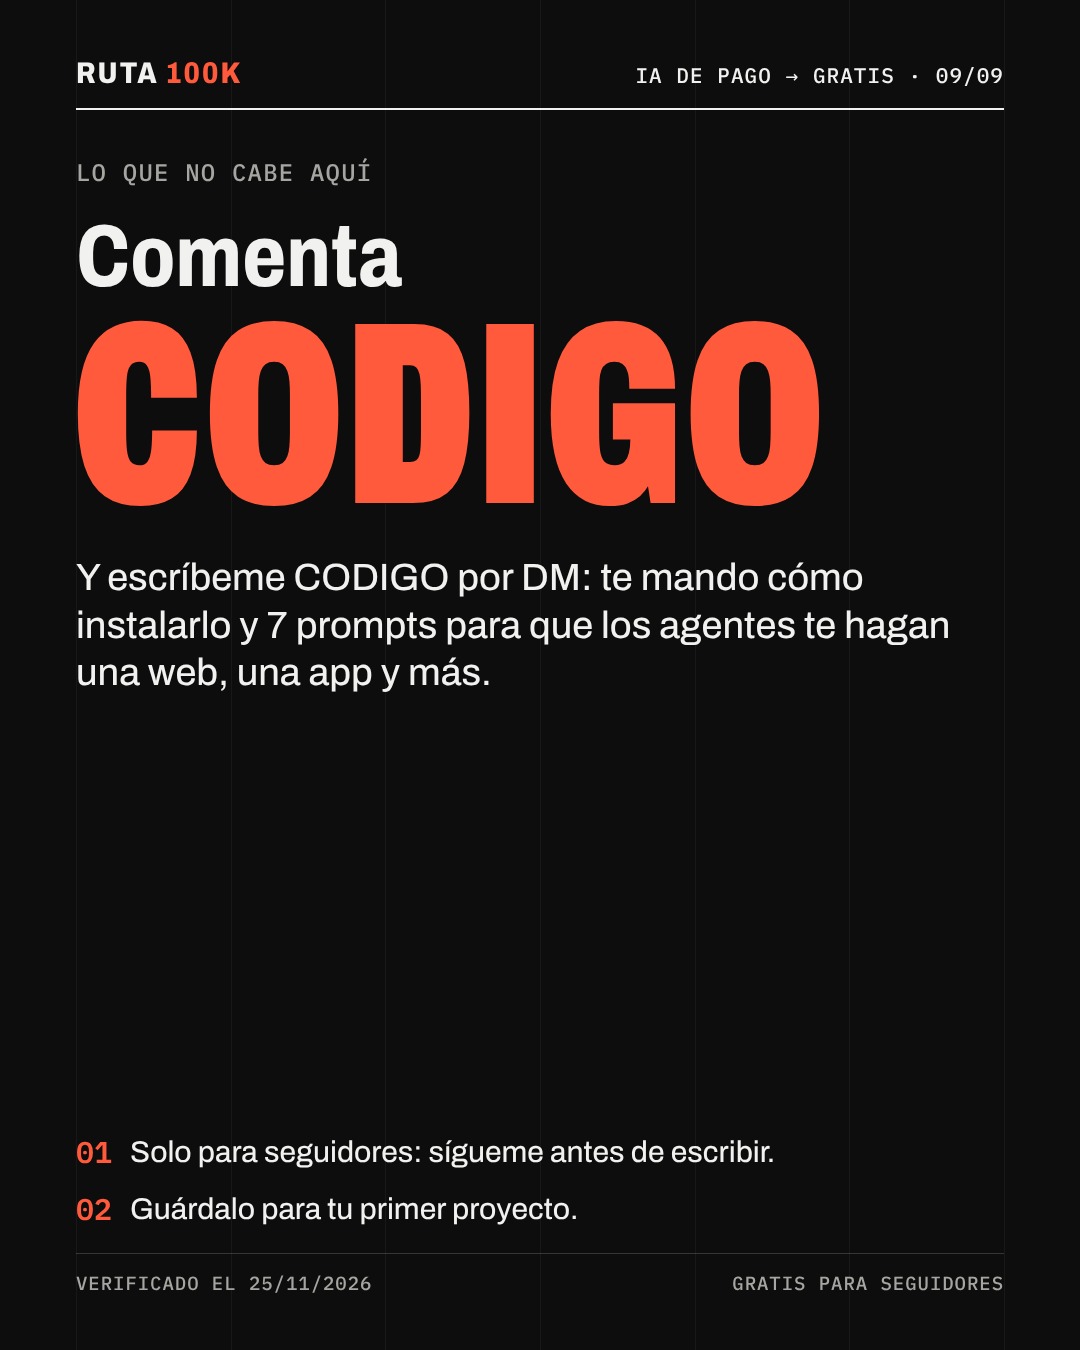 RUTA 100K
IA DE PAGO → GRATIS · 09/09
LO QUE NO CABE AQUÍ
Comenta
CODIGO
Y escríbeme CODIGO por DM: te mando cómo
instalarlo y 7 prompts para que los agentes te hagan
una web, una app y más.
01 Solo para seguidores: sígueme antes de escribir.
02 Guárdalo para tu primer proyecto.
VERIFICADO EL 25/11/2026
GRATIS PARA SEGUIDORES